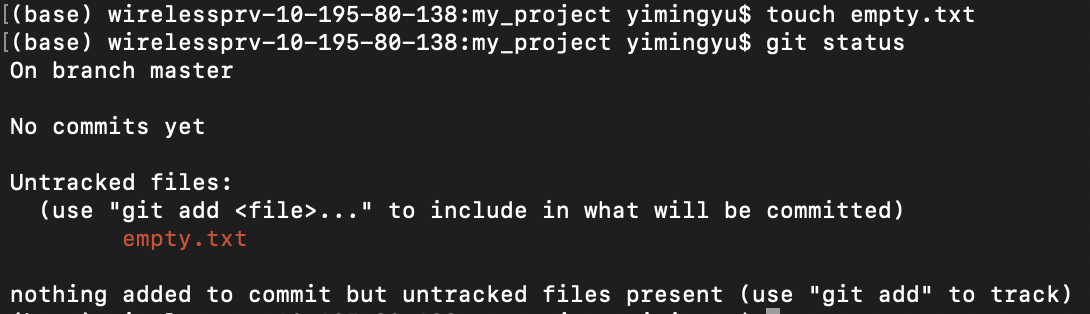 [(base) wirelessprv-10-195-80-138:my_project yimingyu$ touch empty.txt
[(base) wirelessprv-10-195-80-138:my_project yimingyu$ git status
On branch master
No commits yet
Untracked files:
(use "git add <file>..." to include in what will be committed)
empty.txt
nothing added to commit but untracked files present (use "git add" to track)